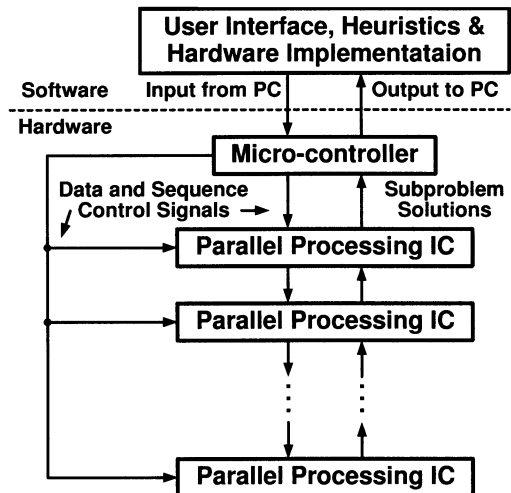 User Interface, Heuristics &
Hardware Implementataion
Software
Input from PC
Output to PC
Hardware
Micro-controller
Data and Sequence
Control Signals
Subproblem
Solutions
Parallel Processing IC
Parallel Processing IC
Parallel Processing IC